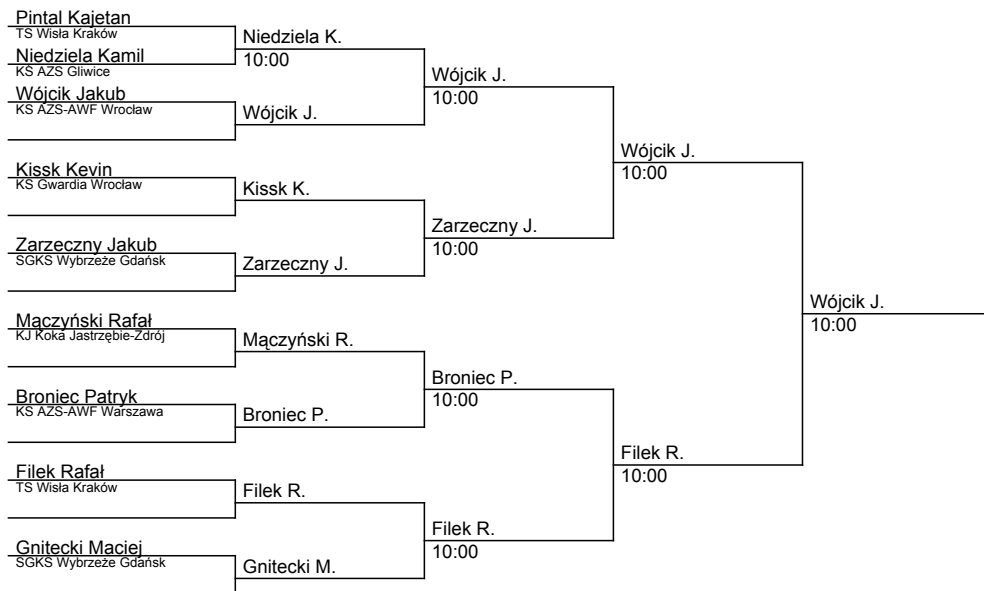 Pintal Kajetan
TS Wisła Kraków
Niedziela Kamil
KS AZS Gliwice
Wójcik Jakub
KS AZS-AWF Wrocław
Kissk Kevin
KS Gwardia Wrocław
Zarzeczny Jakub
SGKS Wybrzeże Gdańsk
Mączyński Rafał
KJ Koka Jastrzębie-Zdrój
Broniec Patryk
KS AZS-AWF Warszawa
Filek Rafał
TS Wisła Kraków
Gnitecki Maciej
SGKS Wybrzeże Gdańsk
Niedziela K.
10:00
Wójcik J.
Kissk K.
Zarzeczny J.
Mączyński R.
Broniec P.
Filek R.
Gnitecki M.
Wójcik J.
10:00
Zarzeczny J.
10:00
Broniec P.
10:00
Filek R.
10:00
Wójcik J.
10:00
Filek R.
10:00
Wójcik J.
10:00